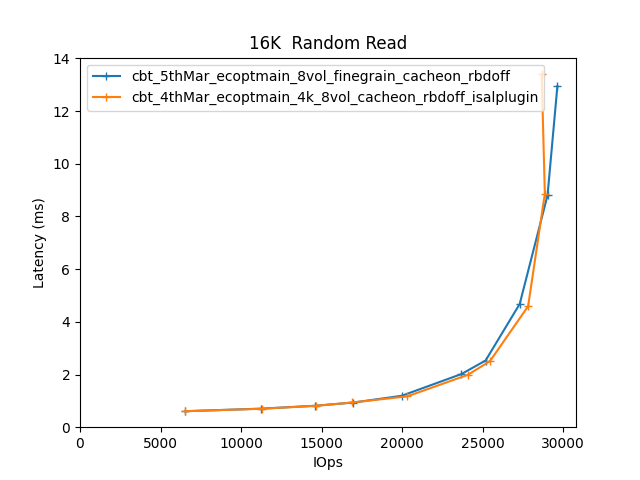 16K  Random Read
cbt_5thMar_ecoptmain_8vol_finegrain_cacheon_rbdoff
cbt_4thMar_ecoptmain_4k_8vol_cacheon_rbdoff_isalplugin
Latency (ms)
14
12
10
8
6
4
2
0
0 5000 10000 15000 20000 25000 30000
IOps